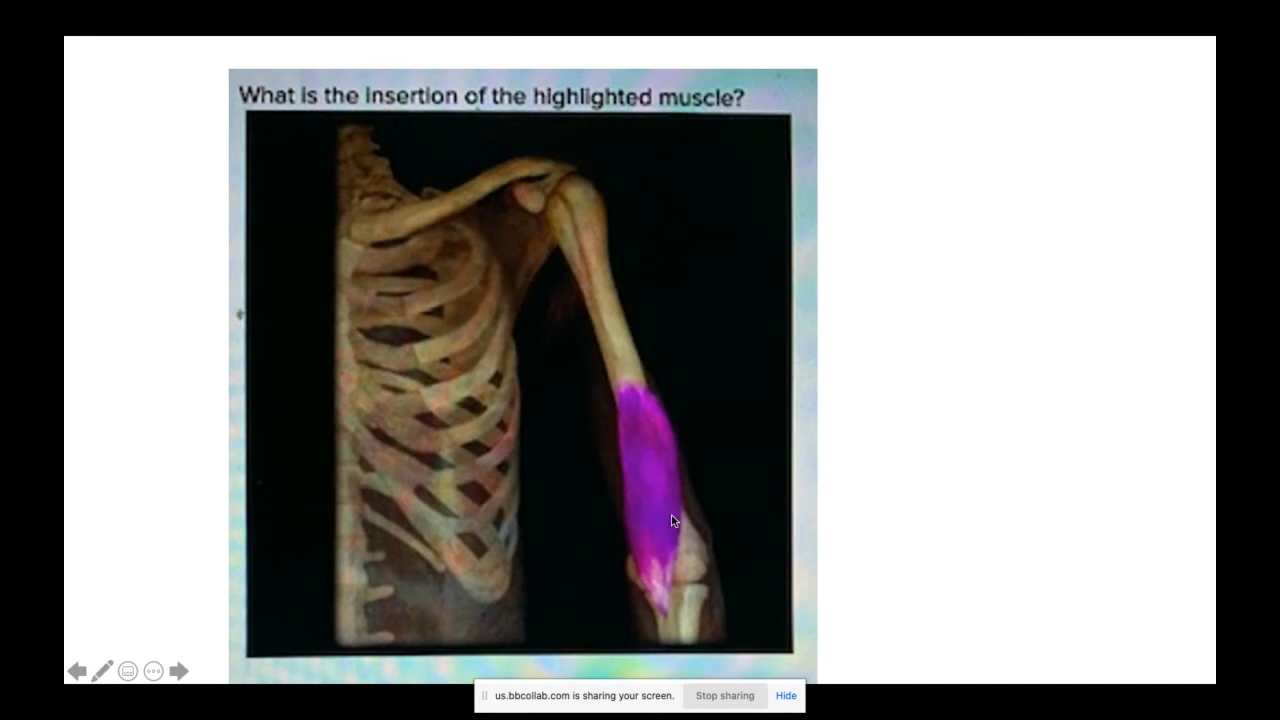 What is the insertion of the highlighted muscle?
us.bbcollab.com is sharing your screen. Stop sharing Hide